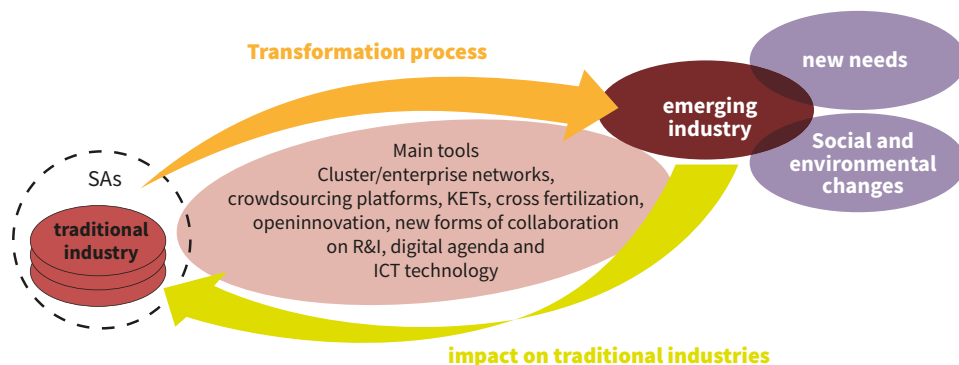 Transformation process
new needs
emerging
industry
Social and
environmental
changes
Main tools
Cluster/enterprise networks,
crowdsourcing platforms, KETs, cross fertilization,
openinnovation, new forms of collaboration
on R&I, digital agenda and
ICT technology
SAs
traditional
industry
impact on traditional industries